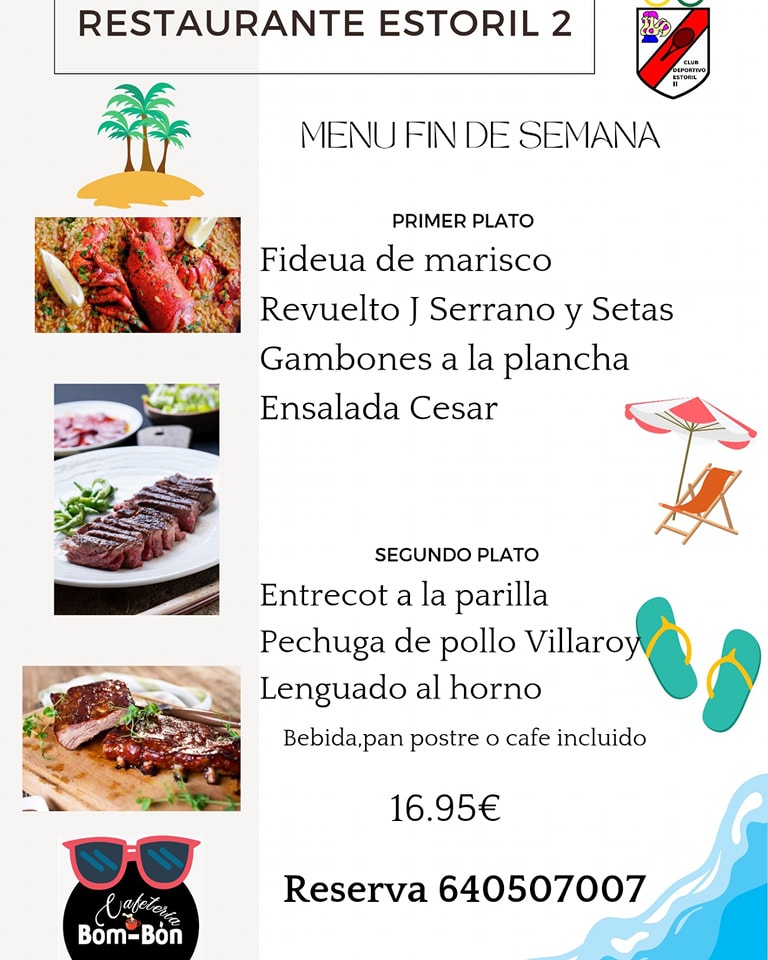 RESTAURANTE ESTORIL 2
CLUB
DEPORTIVO
ESTORIL
II
MENU FIN DE SEMANA
PRIMER PLATO
Fideua de marisco
Revuelto J Serrano y Setas
Gambones a la plancha
Ensalada Cesar
SEGUNDO PLATO
Entrecot a la parilla
Pechuga de pollo Villaroy
Lenguado al horno
Bebida,pan postre o cafe incluido
16.95€
Reserva 640507007
Cafetería
Bom-Bón